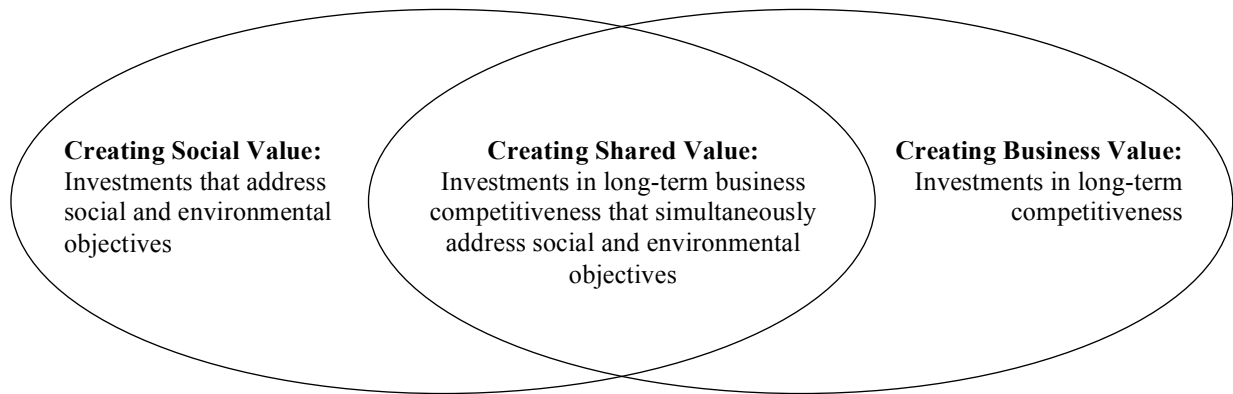 Creating Social Value:
Investments that address
social and environmental
objectives
Creating Shared Value:
Investments in long-term business
competitiveness that simultaneously
address social and environmental
objectives
Creating Business Value:
Investments in long-term
competitiveness